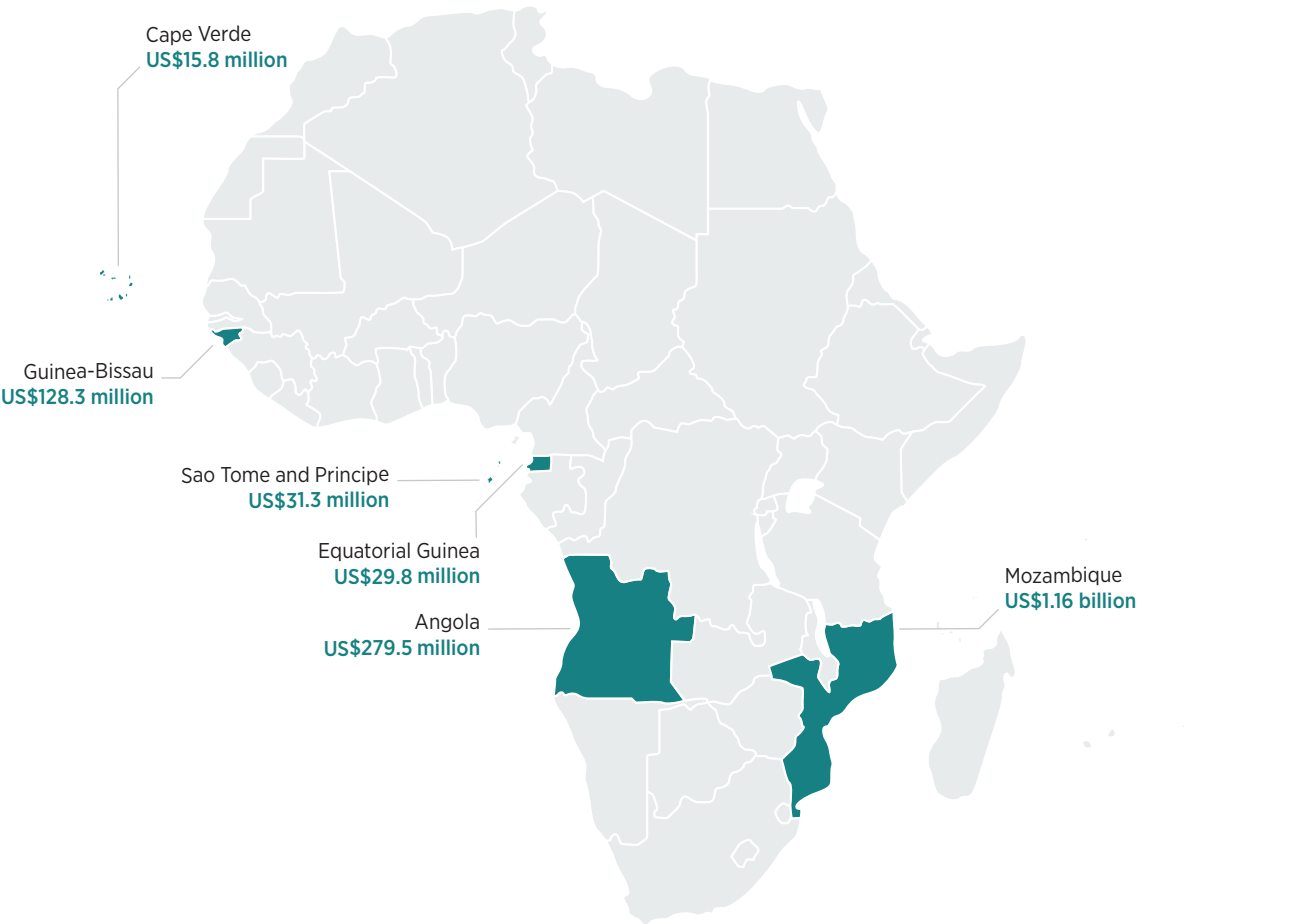 Cape Verde
US$15.8 million
Guinea-Bissau
US$128.3 million
Sao Tome and Principe
US$31.3 million
Equatorial Guinea
US$29.8 million
Angola
US$279.5 million
Mozambique
US$1.16 billion